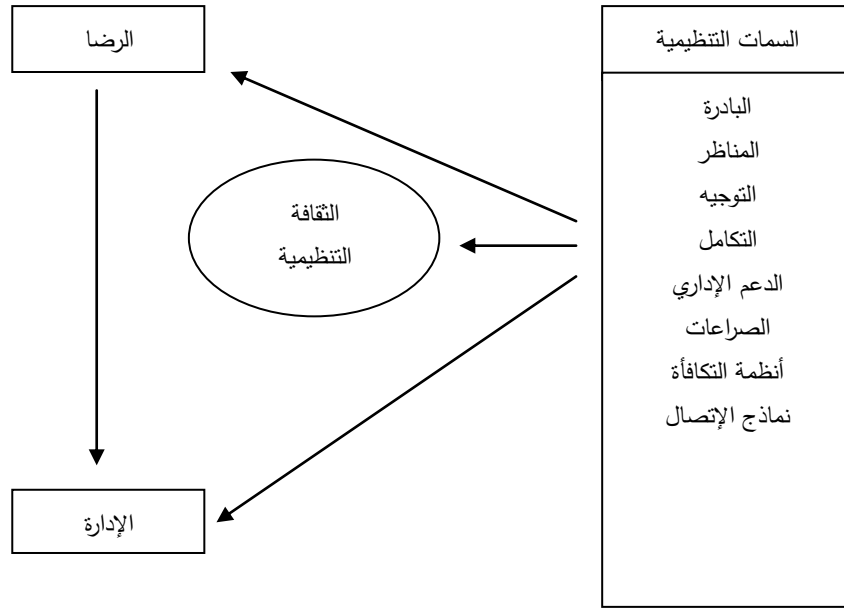 السمات التنظيمية
الرضا
البادرة
المناظر
التوجيه
التكامل
الدعم الإداري
الصراعات
أنظمة التكافأة
نماذج الإتصال
الثقافة
التنظيمية
الإدارة